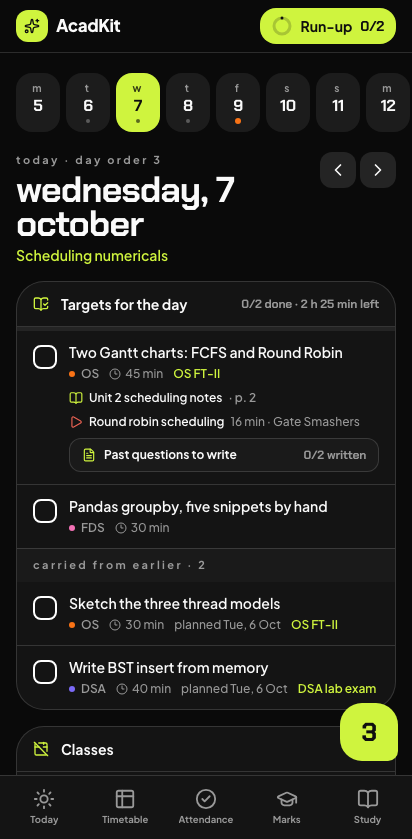 AcadKit
Run-up 0/2
m t w t f s s m
5 6 7 8 9 10 11 12
today · day order 3
wednesday, 7
october
Scheduling numericals
Targets for the day 0/2 done · 2 h 25 min left
Two Gantt charts: FCFS and Round Robin
OS 45 min OS FT-II
Unit 2 scheduling notes · p. 2
Round robin scheduling 16 min · Gate Smashers
Past questions to write 0/2 written
Pandas groupby, five snippets by hand
FDS 30 min
carried from earlier · 2
Sketch the three thread models
OS 30 min planned Tue, 6 Oct OS FT-II
Write BST insert from memory
DSA 40 min planned Tue, 6 Oct DSA lab exam
3
Classes
Today Timetable Attendance Marks Study